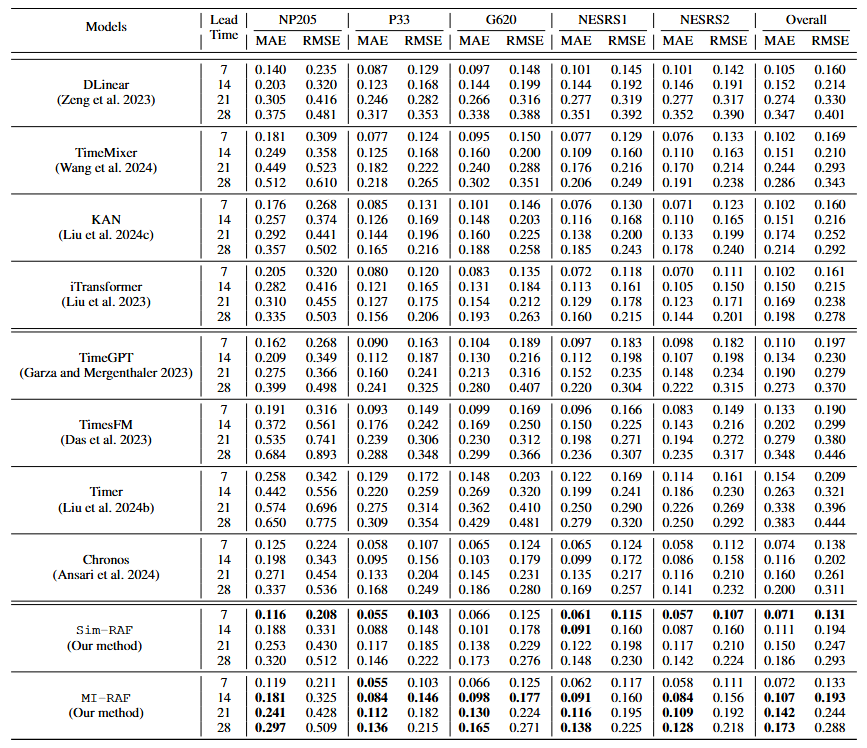 Models Lead Time NP205 P33 G620 NESRS1 NESRS2 Overall
MAE RMSE MAE RMSE MAE RMSE MAE RMSE MAE RMSE MAE RMSE
DLinear (Zeng et al. 2023)
7 0.140 0.235 0.087 0.129 0.097 0.148 0.101 0.145 0.101 0.142 0.105 0.160
14 0.203 0.320 0.123 0.168 0.144 0.199 0.144 0.192 0.146 0.191 0.152 0.214
21 0.305 0.416 0.246 0.282 0.266 0.316 0.277 0.319 0.277 0.317 0.274 0.330
28 0.375 0.481 0.317 0.353 0.338 0.388 0.351 0.392 0.352 0.390 0.347 0.401
TimeMixer (Wang et al. 2024)
7 0.181 0.309 0.077 0.124 0.095 0.150 0.077 0.129 0.076 0.133 0.102 0.169
14 0.249 0.358 0.125 0.168 0.160 0.200 0.109 0.160 0.110 0.163 0.151 0.210
21 0.449 0.523 0.182 0.222 0.240 0.288 0.176 0.216 0.170 0.214 0.244 0.293
28 0.512 0.610 0.218 0.265 0.302 0.351 0.206 0.249 0.191 0.238 0.286 0.343
KAN (Liu et al. 2024c)
7 0.176 0.268 0.085 0.131 0.101 0.146 0.076 0.130 0.071 0.123 0.102 0.160
14 0.257 0.374 0.126 0.169 0.148 0.203 0.116 0.168 0.110 0.165 0.151 0.216
21 0.292 0.441 0.144 0.196 0.160 0.225 0.138 0.200 0.133 0.199 0.174 0.252
28 0.357 0.502 0.165 0.216 0.188 0.258 0.185 0.243 0.178 0.240 0.214 0.292
iTransformer (Liu et al. 2023)
7 0.205 0.320 0.080 0.120 0.083 0.135 0.072 0.118 0.070 0.111 0.102 0.161
14 0.282 0.416 0.121 0.165 0.131 0.184 0.113 0.161 0.105 0.150 0.150 0.215
21 0.310 0.455 0.127 0.175 0.154 0.212 0.129 0.178 0.123 0.171 0.169 0.238
28 0.335 0.503 0.156 0.206 0.193 0.263 0.160 0.215 0.144 0.201 0.198 0.278
TimeGPT (Garza and Mergenthaler 2023)
7 0.162 0.268 0.090 0.163 0.104 0.189 0.097 0.183 0.098 0.182 0.110 0.197
14 0.209 0.349 0.112 0.187 0.130 0.216 0.112 0.198 0.107 0.198 0.134 0.230
21 0.275 0.366 0.160 0.241 0.213 0.316 0.152 0.235 0.148 0.234 0.190 0.279
28 0.399 0.498 0.241 0.325 0.280 0.407 0.220 0.304 0.222 0.315 0.273 0.370
TimesFM (Das et al. 2023)
7 0.191 0.316 0.093 0.149 0.099 0.169 0.096 0.166 0.083 0.149 0.133 0.190
14 0.372 0.561 0.176 0.242 0.169 0.250 0.150 0.225 0.143 0.216 0.202 0.299
21 0.535 0.741 0.239 0.306 0.230 0.312 0.198 0.271 0.194 0.272 0.279 0.380
28 0.684 0.893 0.288 0.348 0.299 0.366 0.236 0.307 0.235 0.317 0.348 0.446
Timer (Liu et al. 2024b)
7 0.258 0.342 0.129 0.172 0.148 0.203 0.122 0.169 0.114 0.161 0.154 0.209
14 0.442 0.556 0.220 0.259 0.269 0.320 0.199 0.241 0.186 0.230 0.263 0.321
21 0.574 0.696 0.275 0.314 0.362 0.410 0.250 0.290 0.226 0.269 0.338 0.396
28 0.650 0.775 0.309 0.354 0.429 0.481 0.279 0.320 0.250 0.292 0.383 0.444
Chronos (Ansari et al. 2024)
7 0.125 0.224 0.058 0.107 0.065 0.124 0.065 0.124 0.058 0.112 0.074 0.138
14 0.198 0.343 0.095 0.156 0.103 0.179 0.099 0.172 0.086 0.158 0.116 0.202
21 0.271 0.454 0.133 0.204 0.145 0.231 0.135 0.217 0.116 0.210 0.160 0.261
28 0.337 0.536 0.168 0.249 0.186 0.280 0.169 0.257 0.141 0.232 0.200 0.311
Sim-RAF (Our method)
7 0.116 0.208 0.055 0.103 0.066 0.125 0.061 0.115 0.057 0.107 0.071 0.131
14 0.188 0.331 0.088 0.148 0.101 0.178 0.091 0.160 0.087 0.160 0.111 0.194
21 0.253 0.430 0.117 0.185 0.138 0.229 0.122 0.198 0.117 0.210 0.150 0.247
28 0.320 0.512 0.146 0.222 0.173 0.276 0.148 0.230 0.142 0.224 0.186 0.293
MI-RAF (Our method)
7 0.119 0.211 0.055 0.103 0.066 0.125 0.062 0.117 0.058 0.111 0.072 0.133
14 0.181 0.325 0.084 0.146 0.098 0.177 0.091 0.160 0.084 0.156 0.107 0.193
21 0.241 0.428 0.112 0.182 0.130 0.224 0.116 0.195 0.109 0.192 0.142 0.244
28 0.297 0.509 0.136 0.215 0.165 0.271 0.138 0.225 0.128 0.218 0.173 0.288